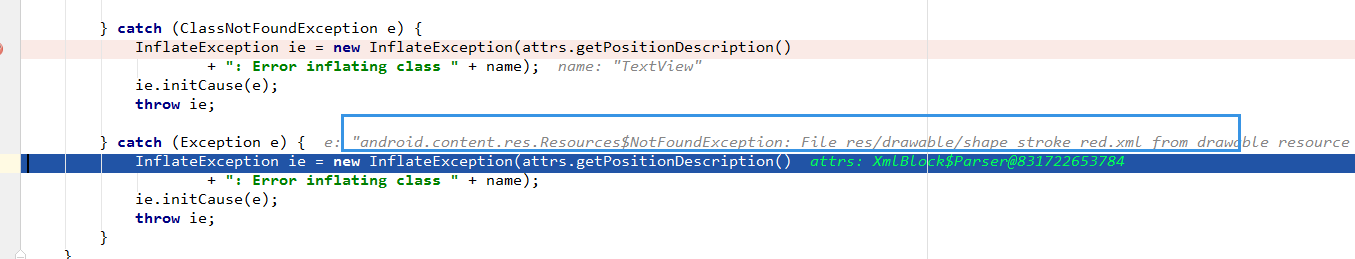 } catch (ClassNotFoundException e) {
InflateException ie = new InflateException(attrs.getPositionDescription()
+ ": Error inflating class " + name); name: "TextView"
ie.initCause(e);
throw ie;
} catch (Exception e) { e: "android.content.res.Resources$NotFoundException: File res/drawable/shape_stroke_red.xml from drawable resource
InflateException ie = new InflateException(attrs.getPositionDescription() attrs: XmlBlock$Parser@831722653784
+ ": Error inflating class " + name);
ie.initCause(e);
throw ie;
}
}